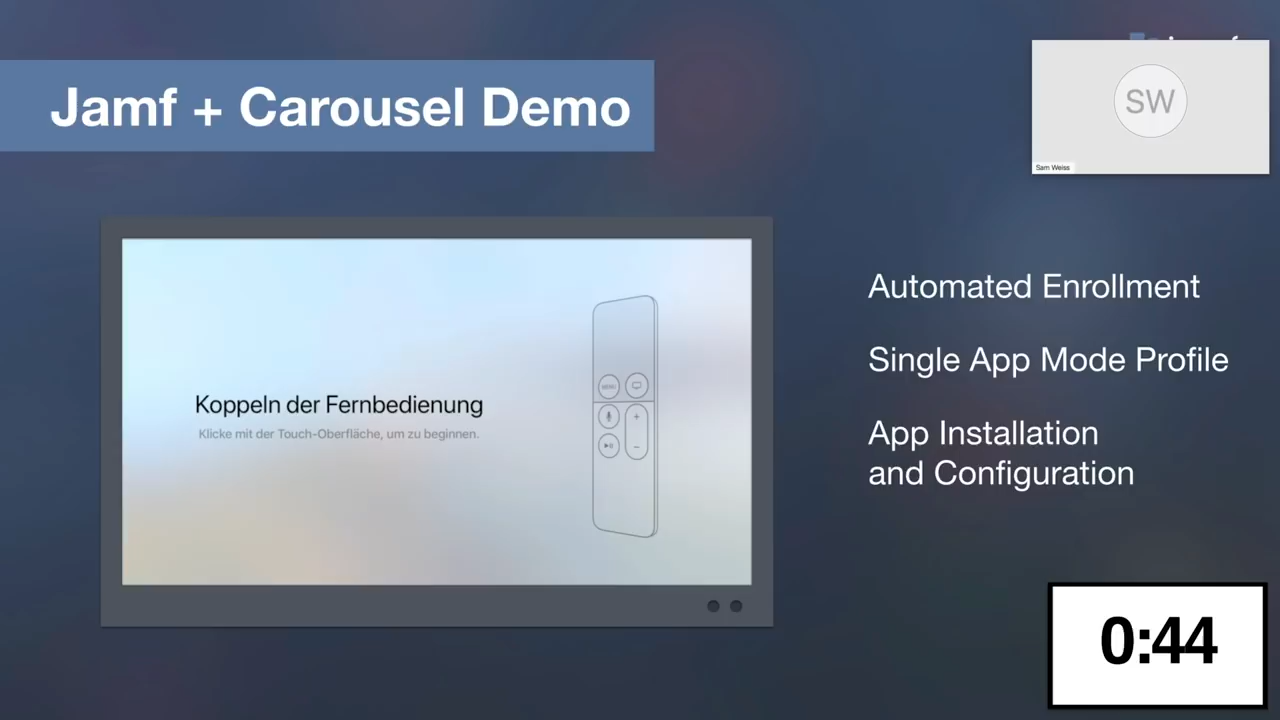 Jamf + Carousel Demo
SW
Sam Weiss
Koppeln der Fernbedienung
Klicke mit der Touch-Oberfläche, um zu beginnen.
MENU
Automated Enrollment
Single App Mode Profile
App Installation
and Configuration
0:44